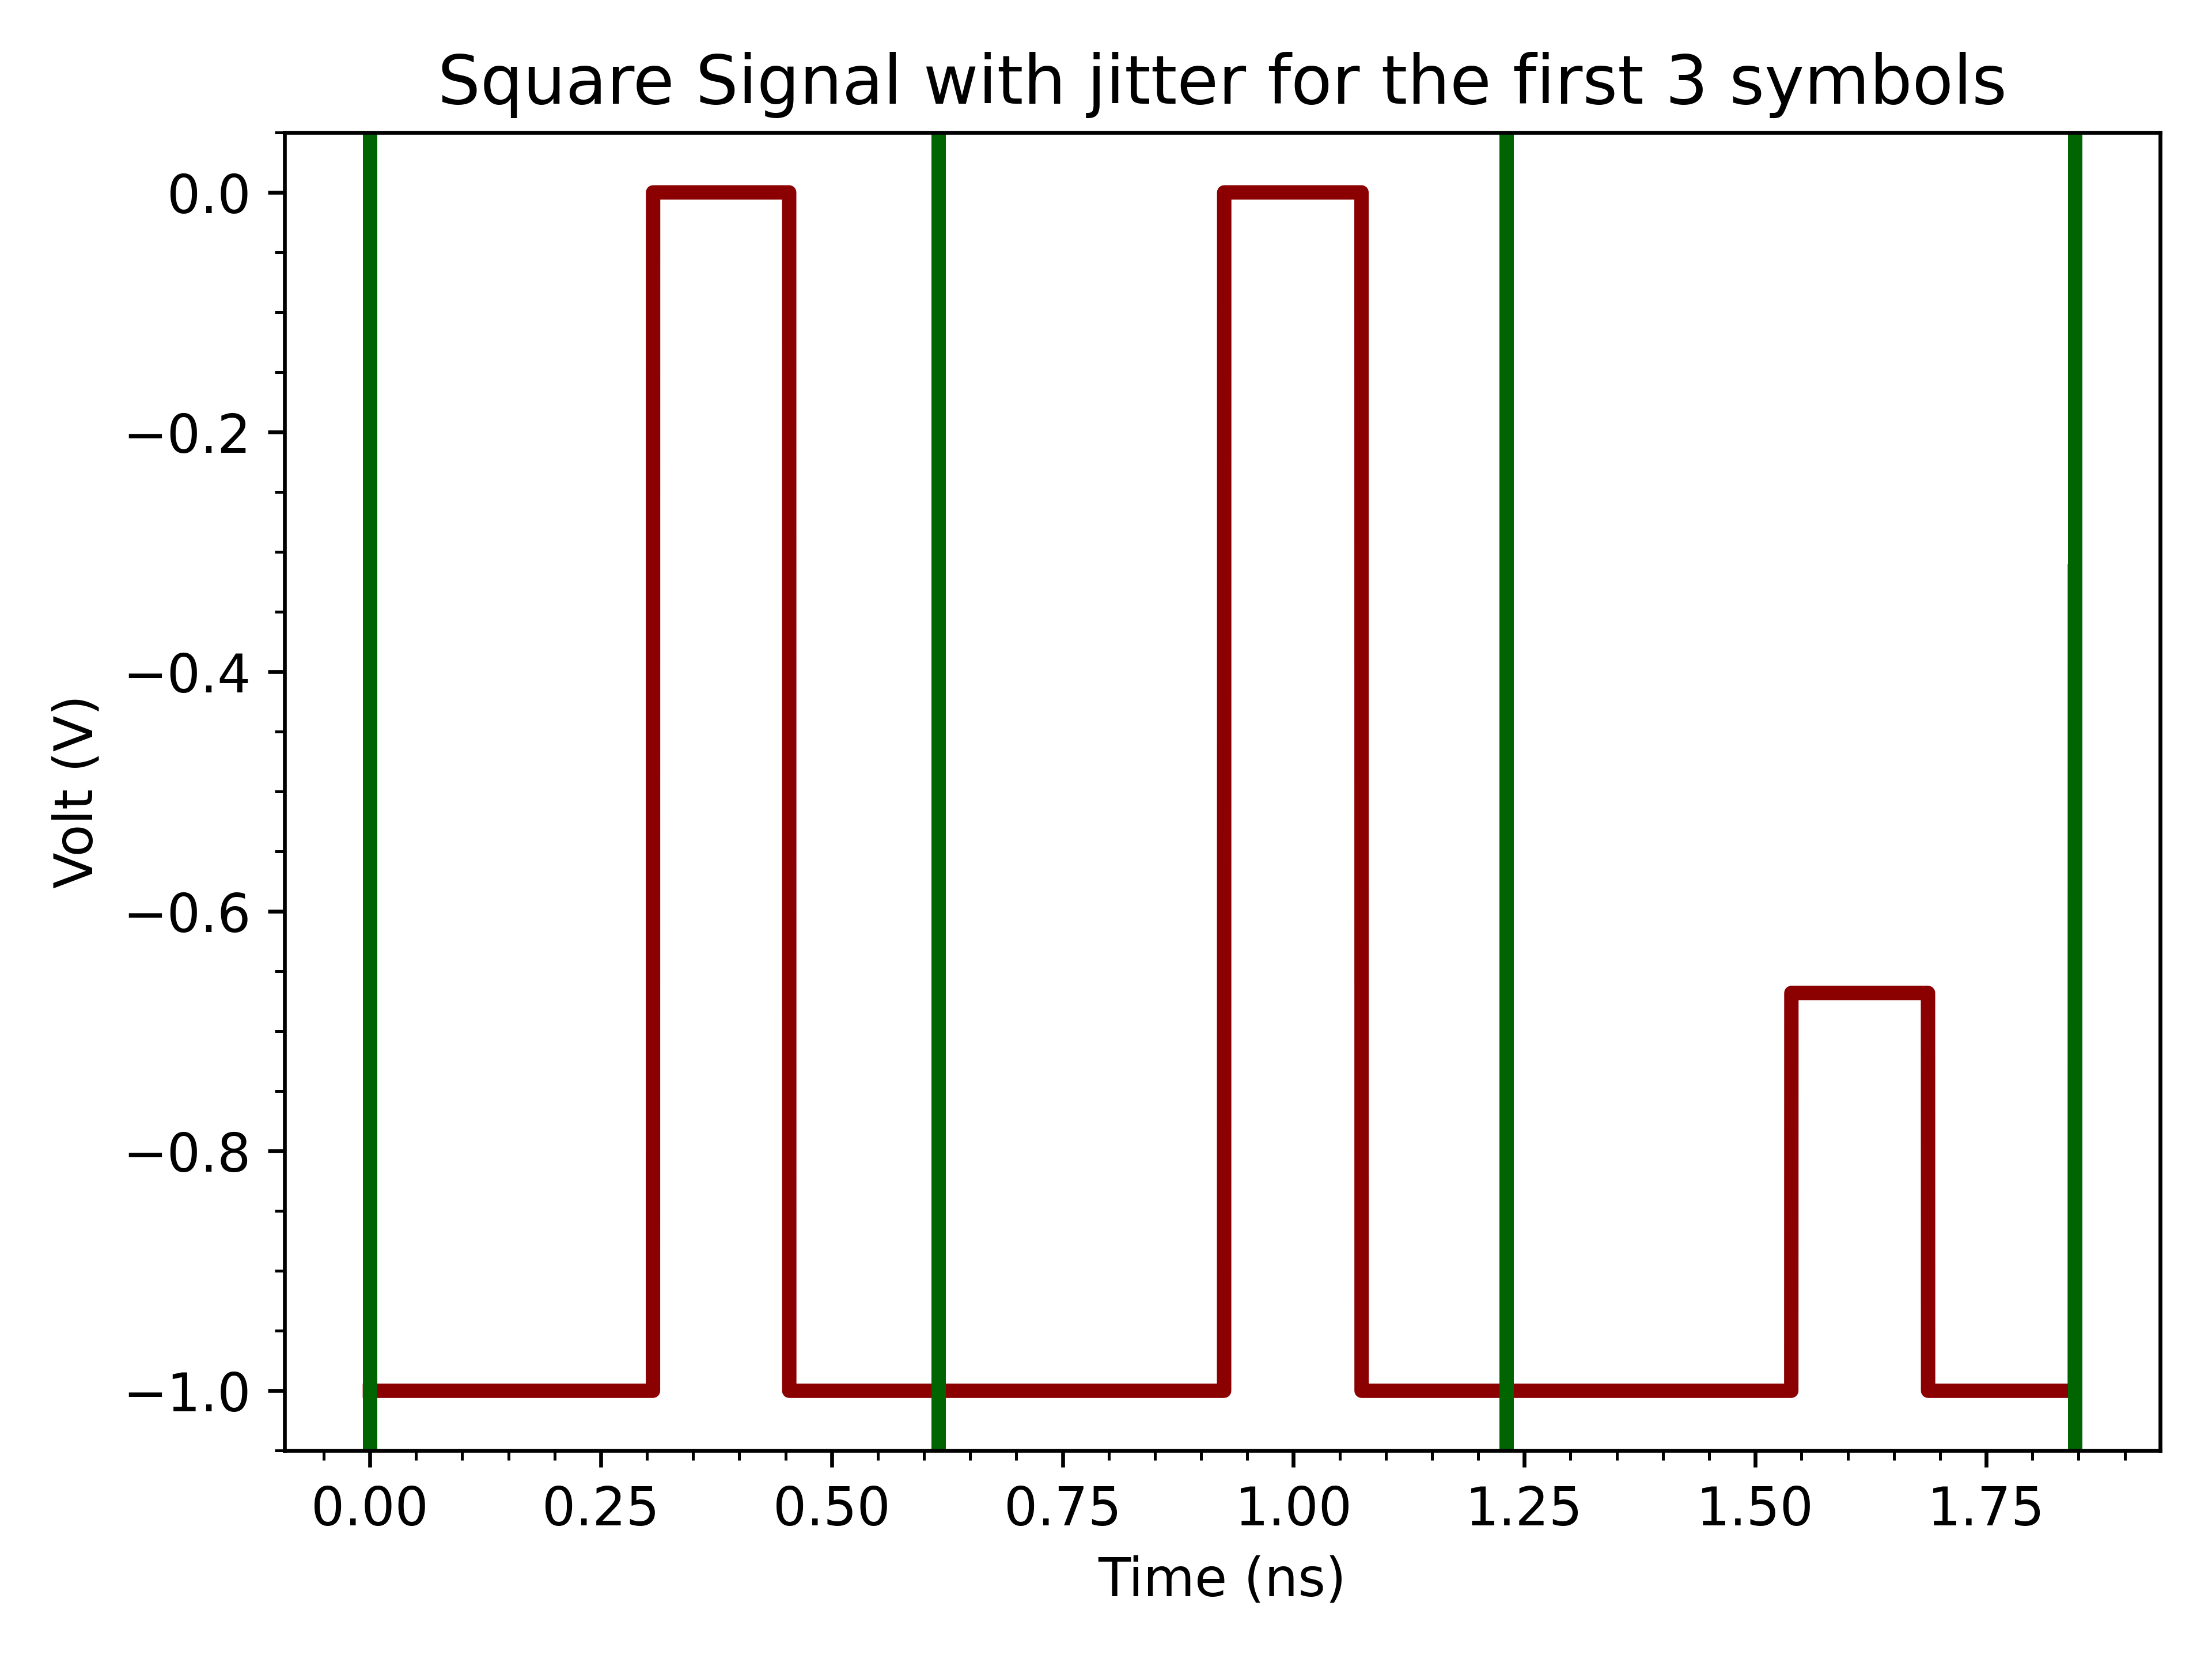 Square Signal with jitter for the first 3 symbols
0.0
−0.2
−0.4
−0.6
−0.8
−1.0
Volt (V)
0.00 0.25 0.50 0.75 1.00 1.25 1.50 1.75
Time (ns)